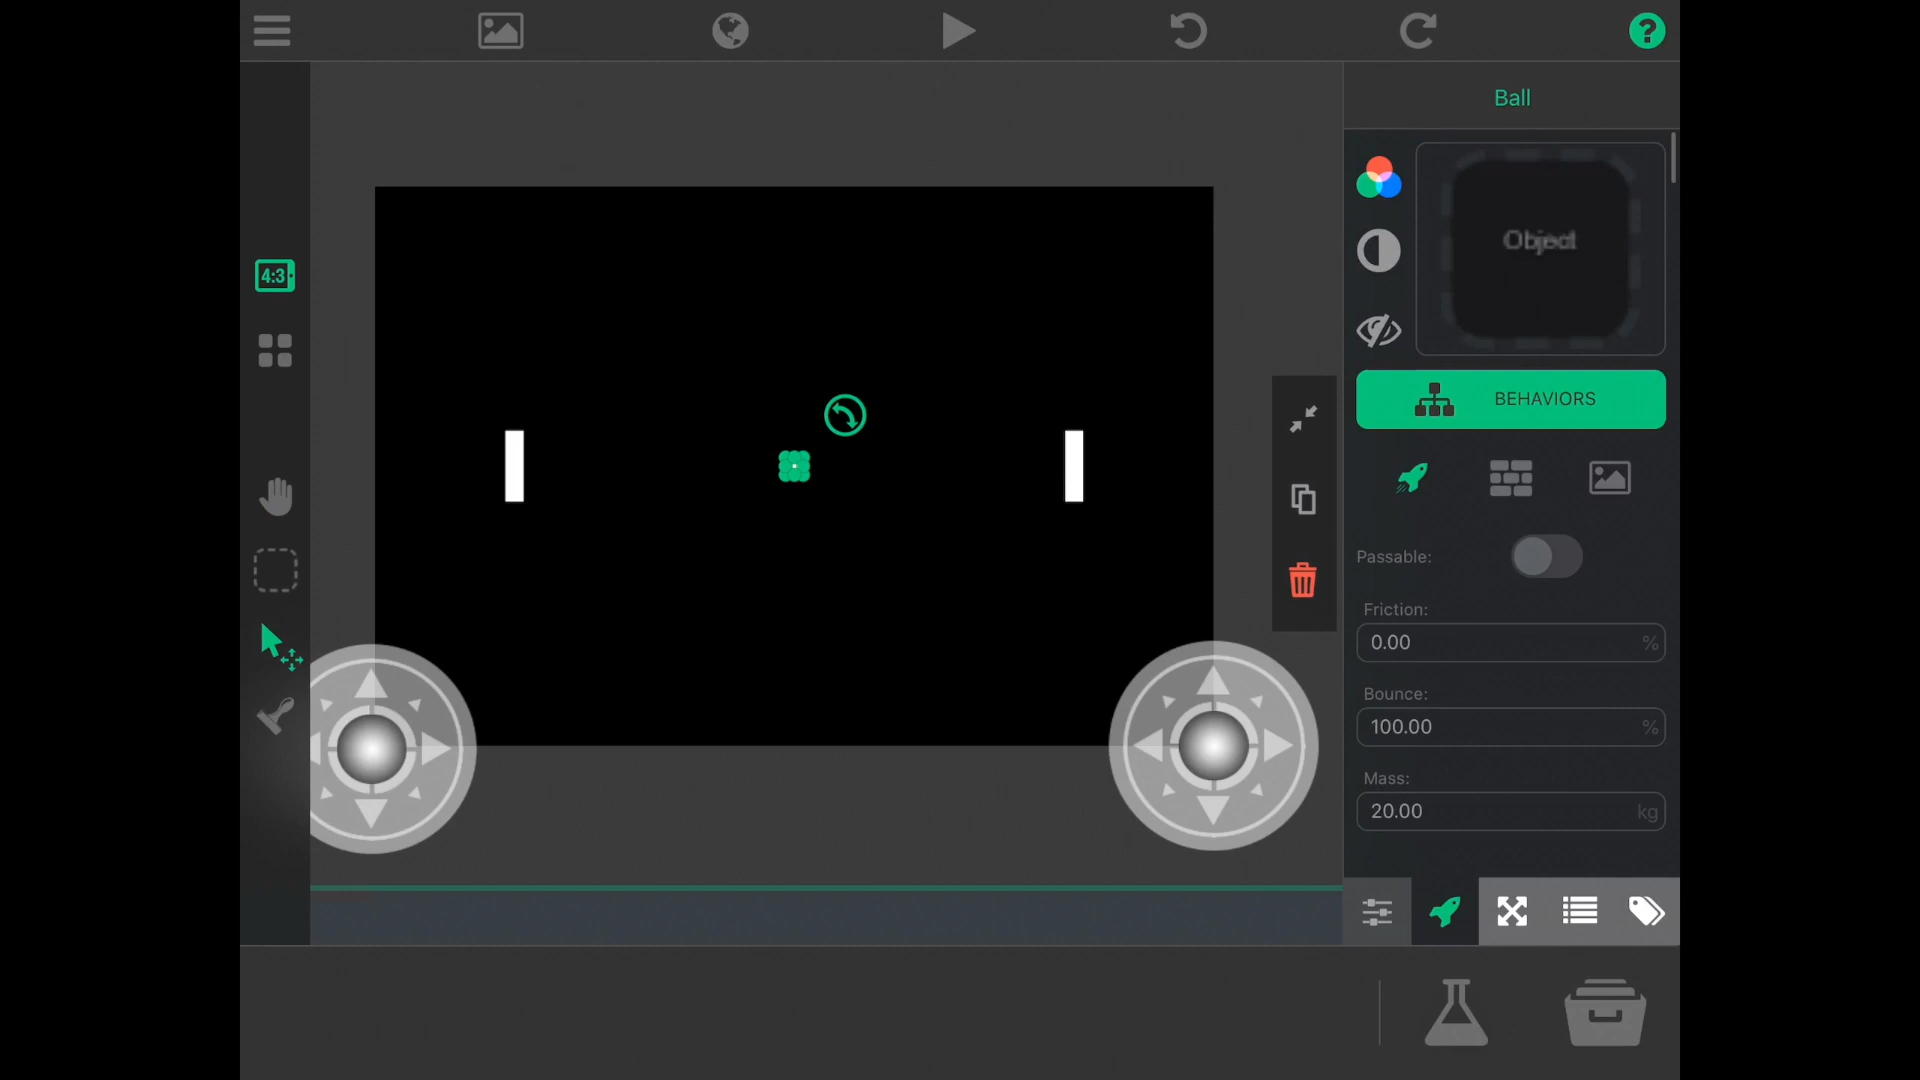 ?
Ball
4:3
Object
BEHAVIORS
Passable:
Friction:
0.00 %
Bounce:
100.00 %
Mass:
20.00 kg